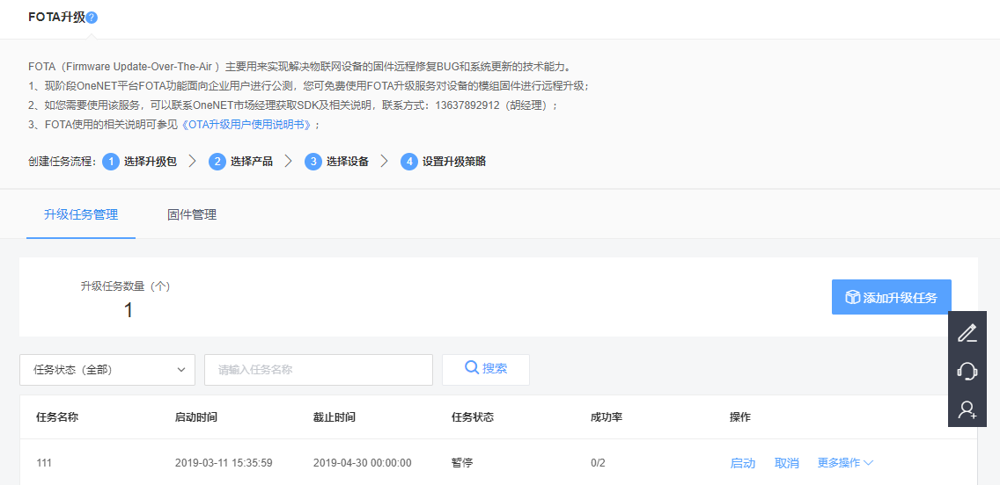 FOTA升级?
FOTA（Firmware Update-Over-The-Air ）主要用来实现解决物联网设备的固件远程修复BUG和系统更新的技术能力。
1、现阶段OneNET平台FOTA功能面向企业用户进行公测，您可免费使用FOTA升级服务对设备的模组固件进行远程升级；
2、如您需要使用该服务，可以联系OneNET市场经理获取SDK及相关说明，联系方式：13637892912（胡经理）；
3、FOTA使用的相关说明可参见《OTA升级用户使用说明书》；
创建任务流程： 1 选择升级包 2 选择产品 3 选择设备 4 设置升级策略
升级任务管理 固件管理
升级任务数量（个）
1
添加升级任务
任务状态（全部） 请输入任务名称 搜索
任务名称 启动时间 截止时间 任务状态 成功率 操作
111 2019-03-11 15:35:59 2019-04-30 00:00:00 暂停 0/2 启动 取消 更多操作